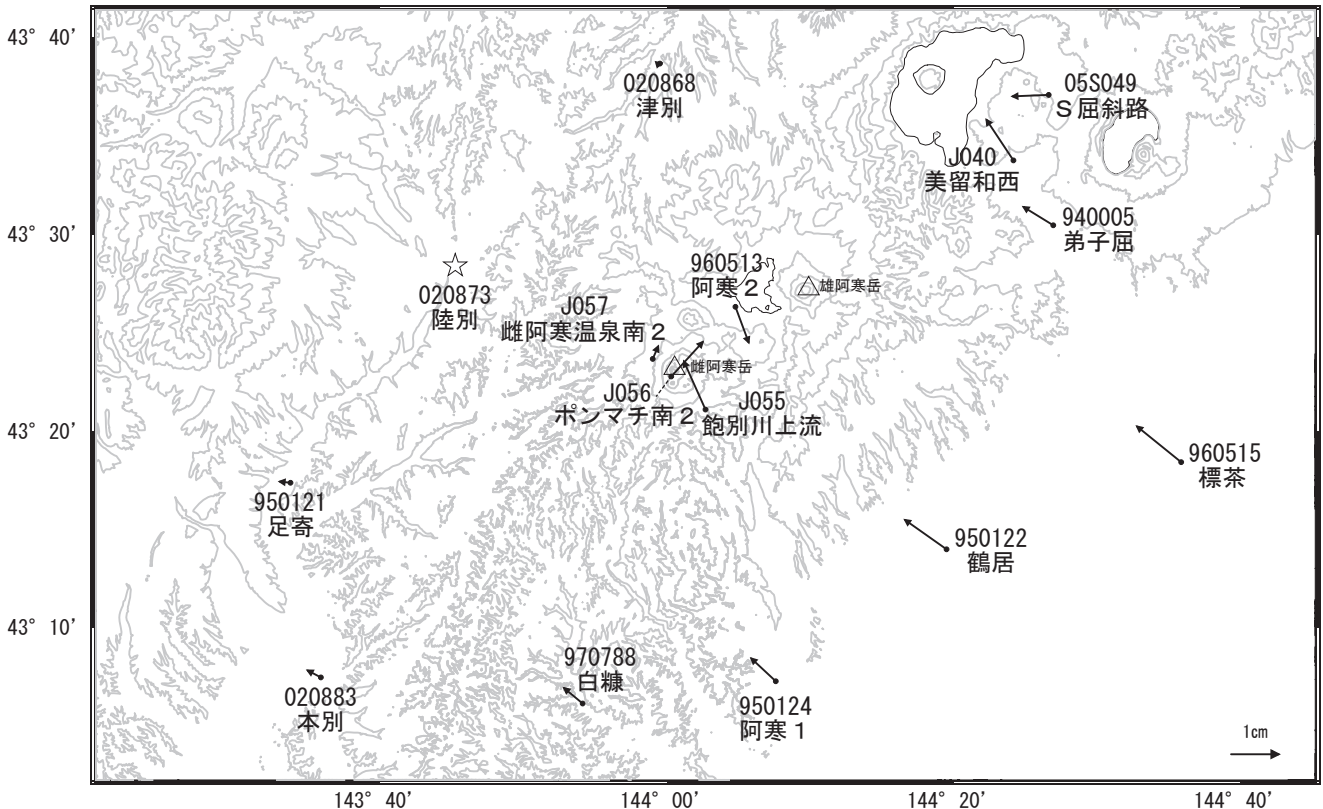 43° 40′
020868
津別
05S049
S屈斜路
J040
美留和西
43° 30′
940005
弟子屈
960513
阿寒２
雄阿寒岳
020873
陸別
J057
雌阿寒温泉南２
雌阿寒岳
J056
ポンマチ南２
J055
飽別川上流
43° 20′
960515
標茶
950121
足寄
950122
鶴居
43° 10′
970788
白糠
020883
本別
950124
阿寒１
1cm
143° 40′
144° 00′
144° 20′
144° 40′